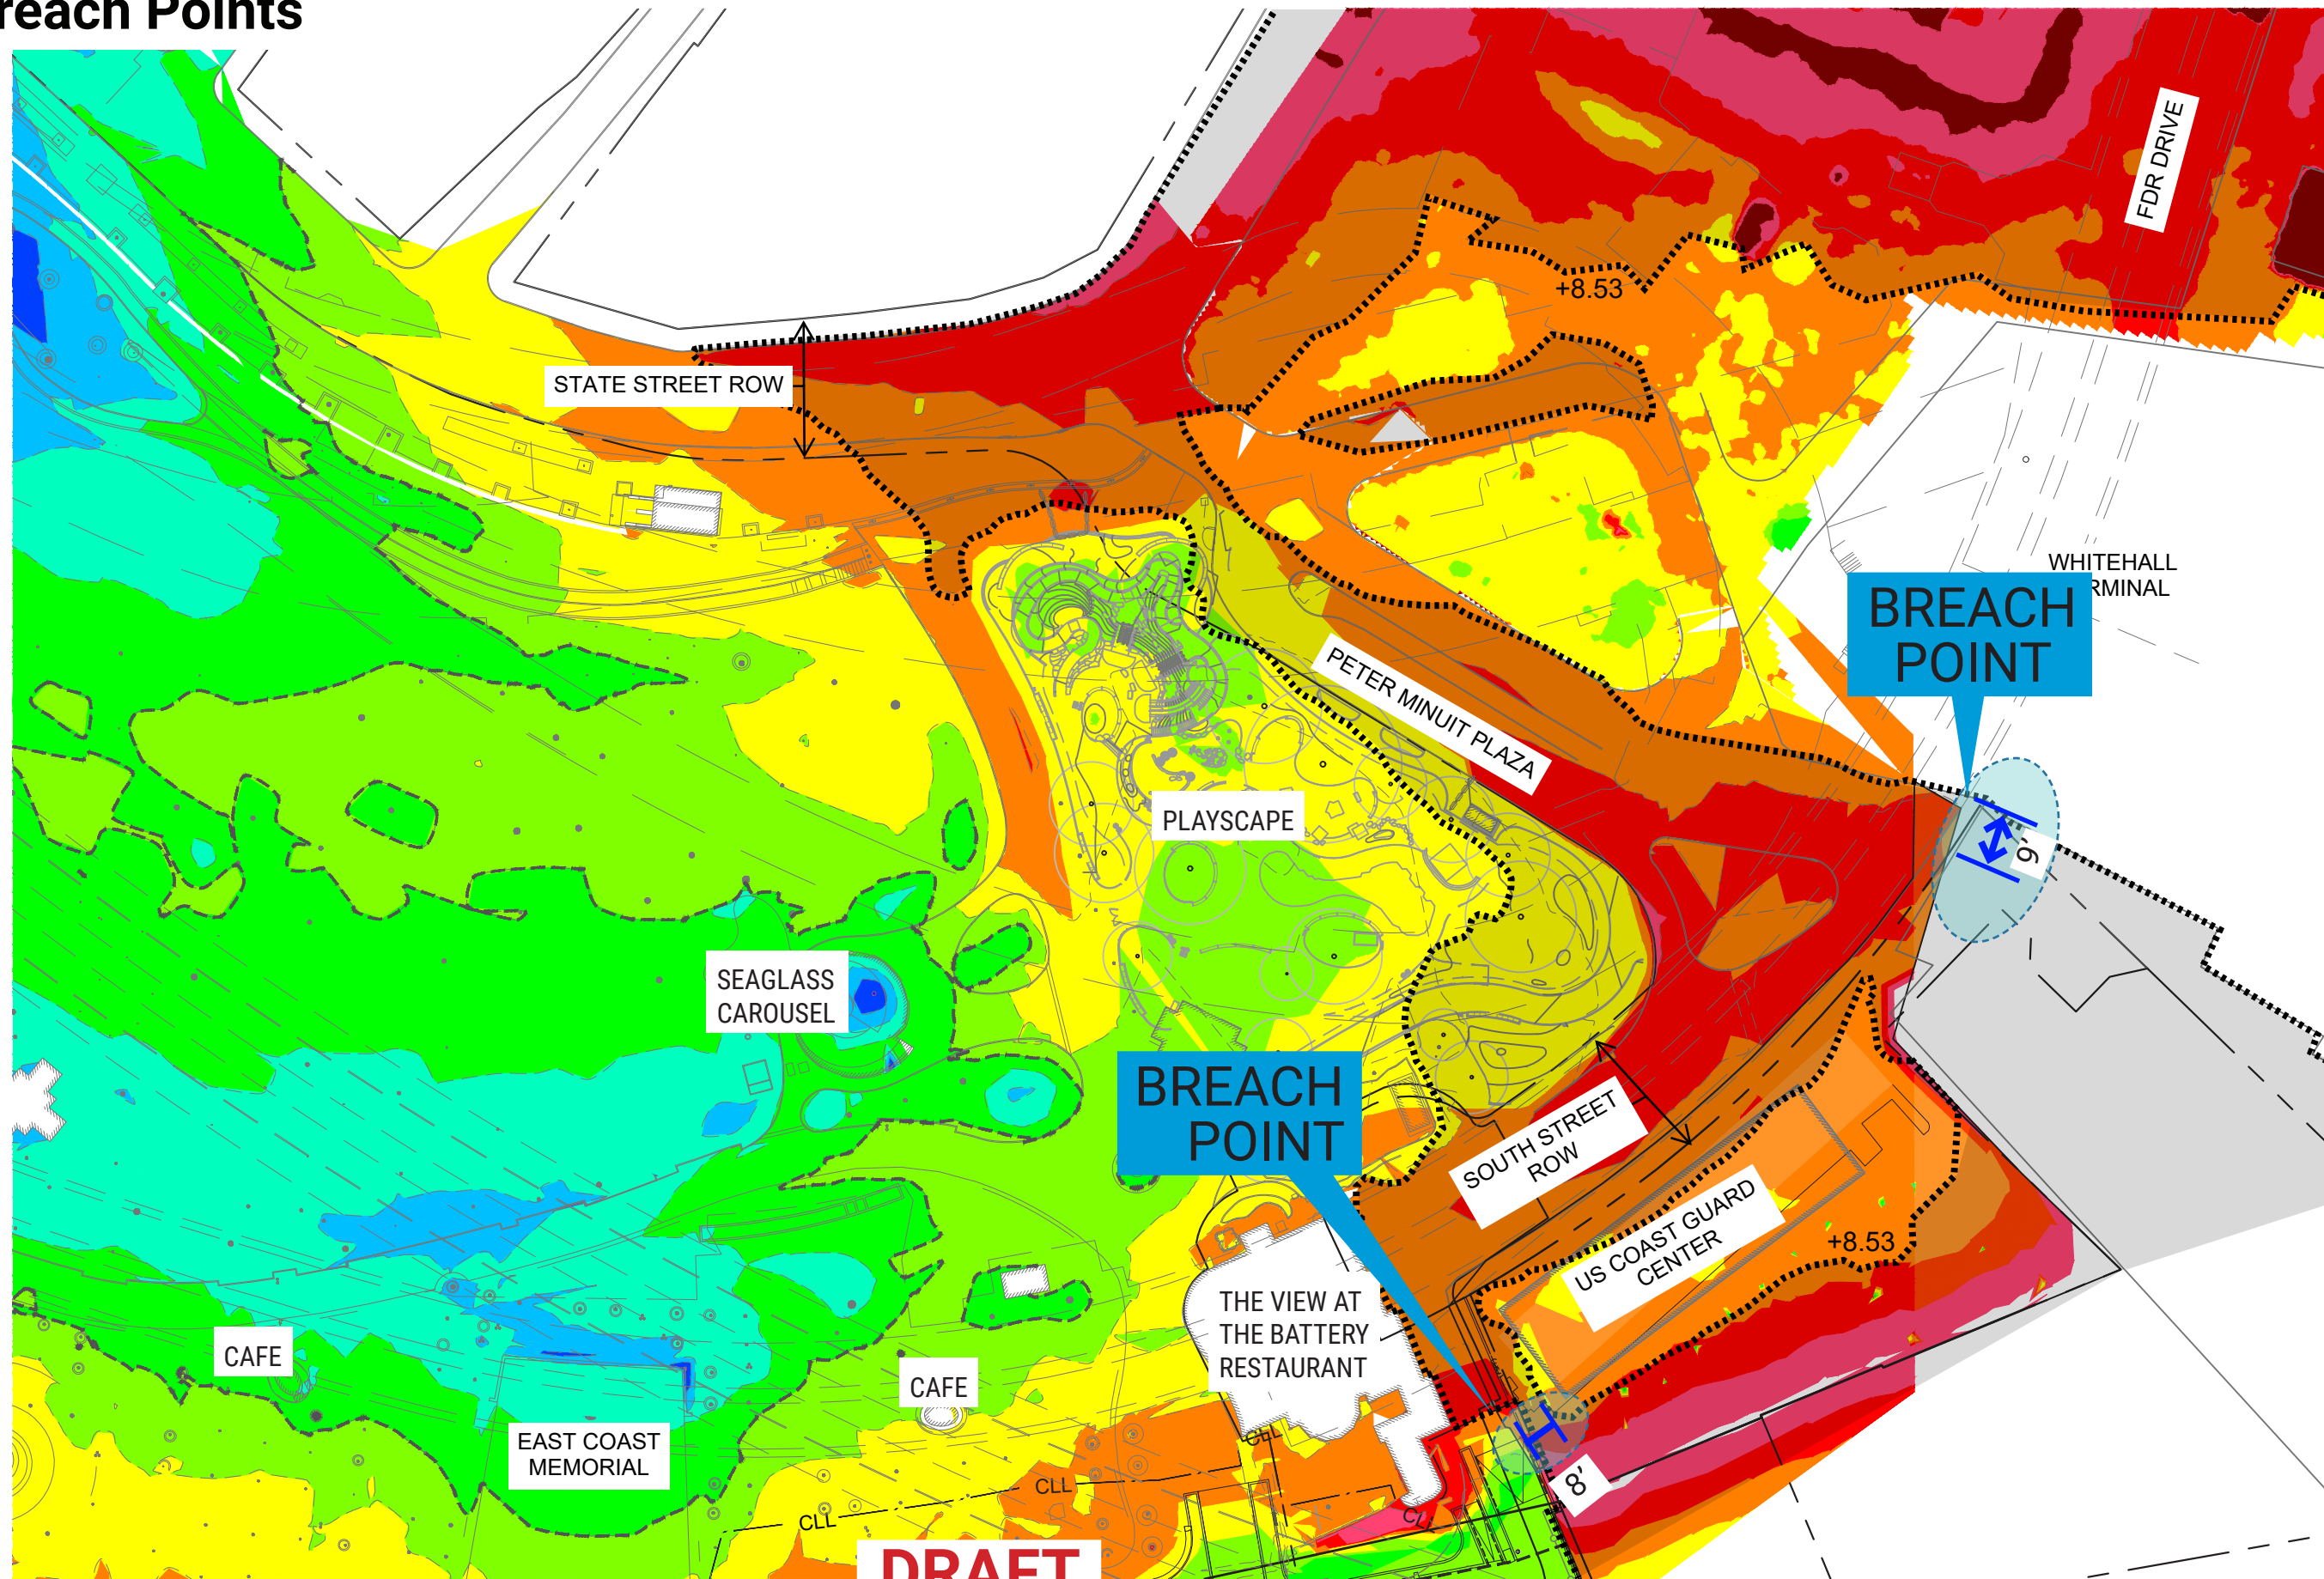 reach Points
FDR DRIVE
+8.53
STATE STREET ROW
WHITEHALL
RMINAL
BREACH
POINT
PETER MINUIT PLAZA
PLAYSCAPE
9'
SEAGLASS
CAROUSEL
BREACH
POINT
SOUTH STREET
ROW
US COAST GUARD
CENTER
+8.53
THE VIEW AT
THE BATTERY
RESTAURANT
CAFE
CAFE
EAST COAST
MEMORIAL
CLL
CLL
CLL
CLL
8'
DRAFT